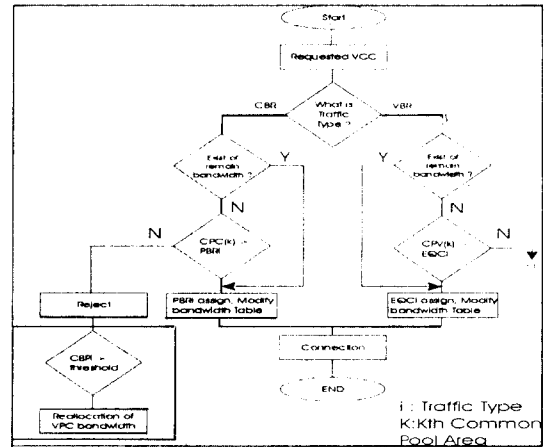 Start
Requested VCC
CBR
What is
Traffic
Type ?
VBR
Exist of
remain
bandwidth ?
Y
Y
Exist of
remain
bandwidth ?
N
N
N
CPC(k) >
PBRi
CPV(k)
EQCi
N
Reject
PBRi assign, Modify
bandwidth Table
EQCi assign, Modify
bandwidth Table
CBPi >
threshold
Connection
Reallocation of
VPC bandwidth
END
i : Traffic Type
K:Kth Common
Pool Area